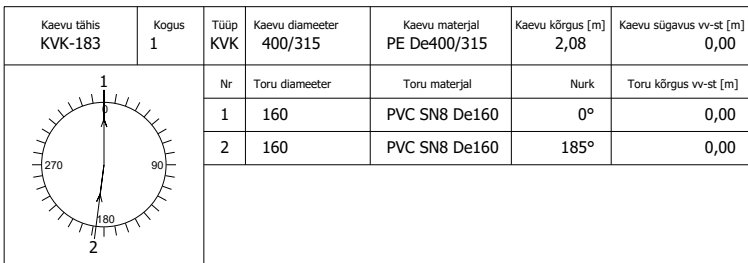 Kaevu tähis Kogus Tüüp Kaevu diameeter Kaevu materjal Kaevu kõrgus [m] Kaevu sügavus vv-st [m]
KVK-183 1 KVK 400/315 PE De400/315 2,08 0,00
Nr Toru diameeter Toru materjal Nurk Toru kõrgus vv-st [m]
1 160 PVC SN8 De160 0° 0,00
2 160 PVC SN8 De160 185° 0,00
1
0
270 90
180
2